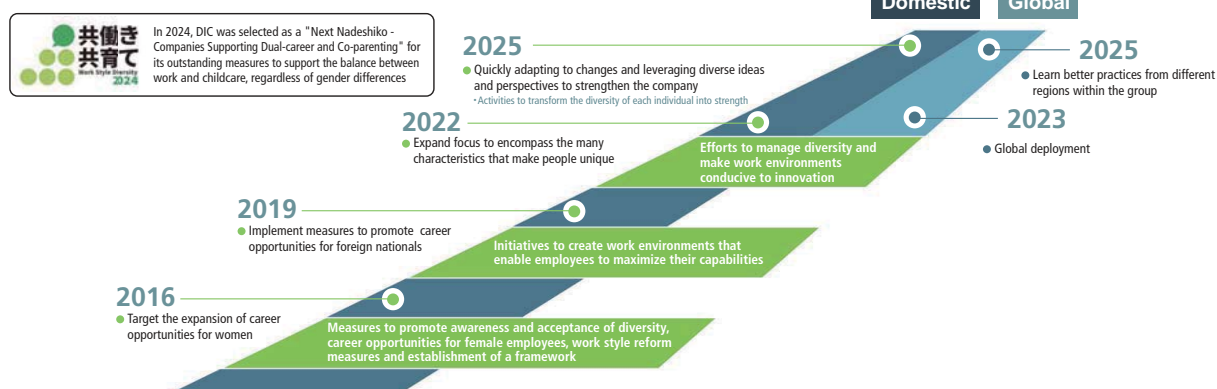 Domestic
Global
共働き
共育て
Work Style Diversity
2024
In 2024, DIC was selected as a "Next Nadeshiko -
Companies Supporting Dual-career and Co-parenting" for
its outstanding measures to support the balance between
work and childcare, regardless of gender differences
2025
● Quickly adapting to changes and leveraging diverse ideas
and perspectives to strengthen the company
・Activities to transform the diversity of each individual into strength
2025
● Learn better practices from different
regions within the group
2022
● Expand focus to encompass the many
characteristics that make people unique
2023
● Global deployment
Efforts to manage diversity and
make work environments
conducive to innovation
2019
● Implement measures to promote career
opportunities for foreign nationals
Initiatives to create work environments that
enable employees to maximize their capabilities
2016
● Target the expansion of career
opportunities for women
Measures to promote awareness and acceptance of diversity,
career opportunities for female employees, work style reform
measures and establishment of a framework